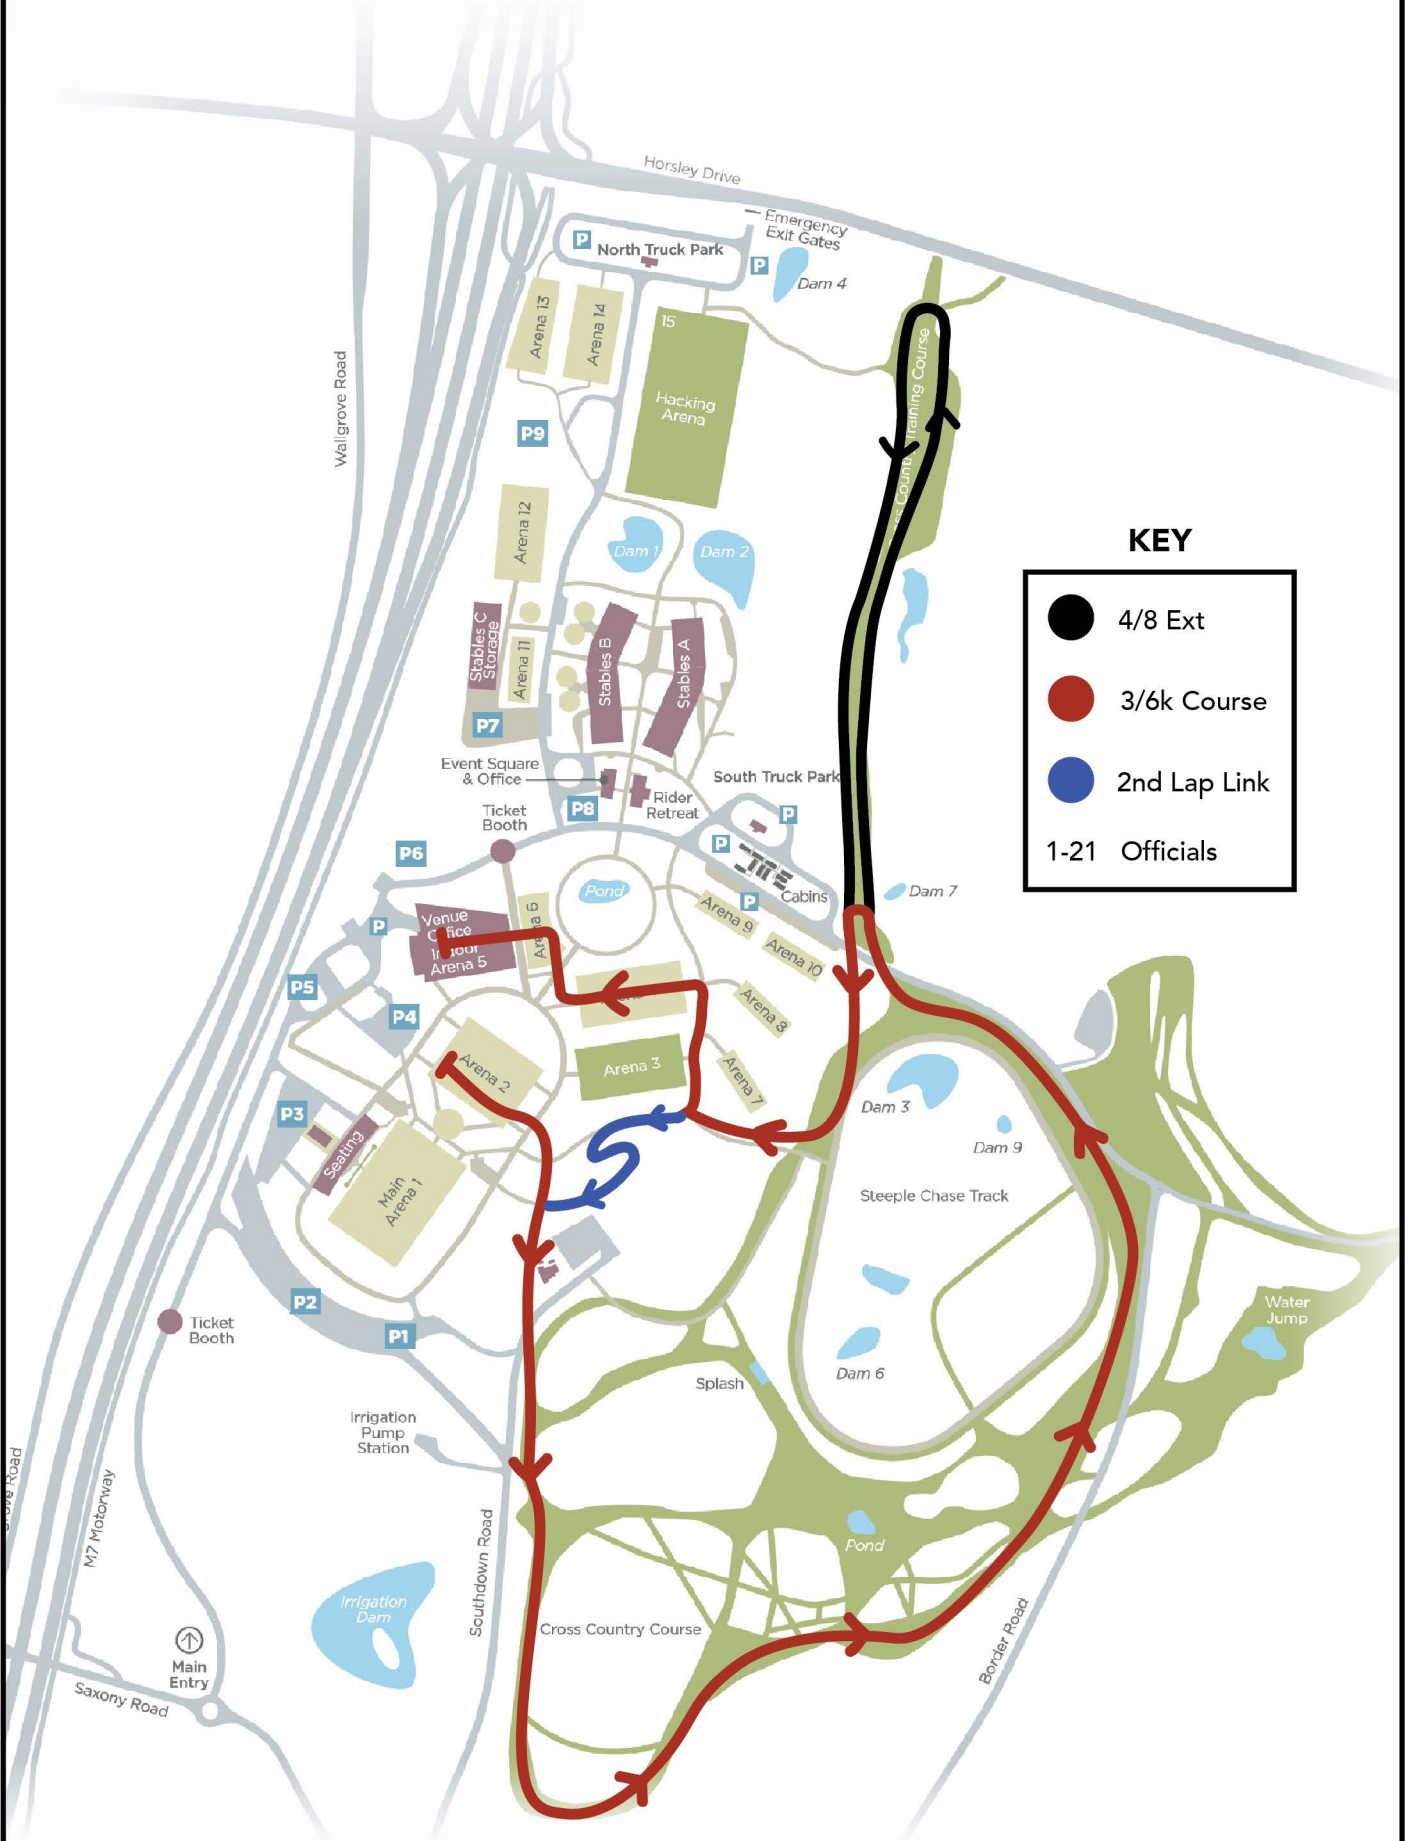 Horsley Drive
Emergency
Exit Gates
P
North Truck Park
P
Dam 4
Arena 13
Arena 14
15
Hacking
Arena
Wallgrove Road
P9
Training Course
Arena 12
Dam 1
Dam 2
KEY
4/8 Ext
3/6k Course
2nd Lap Link
1-21 Officials
Stables C
Storage
Arena 11
Stables B
Stables A
P7
Event Square
& Office
South Truck Park
Rider
Retreat
P8
P
Ticket
Booth
P
P6
Cabins
Pond
Dam 7
P
Arena 9
Venue
Office
Indoor
Arena 5
Arena 6
P
Arena 10
P5
P4
Arena 8
Arena 2
Arena 3
Arena 7
Dam 3
P3
Seating
Dam 9
Main
Arena 1
Steeple Chase Track
P2
P1
Ticket
Booth
Water
Jump
Splash
Dam 6
Irrigation
Pump
Station
M7 Motorway
Southdown Road
Pond
Irrigation
Dam
Cross Country Course
Border Road
Main
Entry
Saxony Road